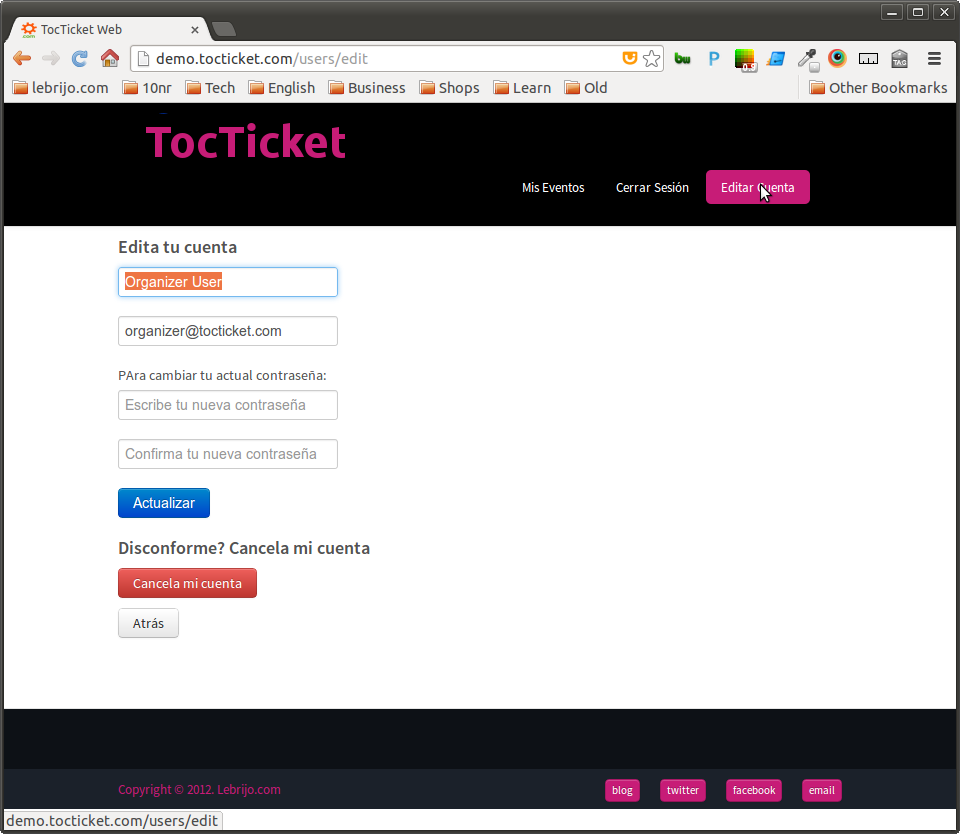 TocTicket Web
demo.tocticket.com/users/edit
lebrijo.com 10nr Tech English Business Shops Learn Old Other Bookmarks
TocTicket
Mis Eventos Cerrar Sesión Editar Cuenta
Edita tu cuenta
Organizer User
organizer@tocticket.com
PAra cambiar tu actual contraseña:
Escribe tu nueva contraseña
Confirma tu nueva contraseña
Actualizar
Disconforme? Cancela mi cuenta
Cancela mi cuenta
Atrás
Copyright © 2012. Lebrijo.com blog twitter facebook email
demo.tocticket.com/users/edit